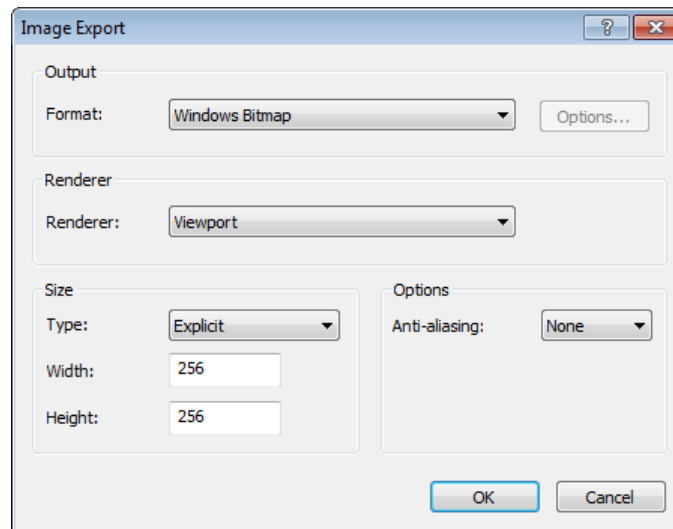 Image Export
Output
Format: Windows Bitmap Options...
Renderer
Renderer: Viewport
Size
Type: Explicit
Width: 256
Height: 256
Options
Anti-aliasing: None
OK Cancel